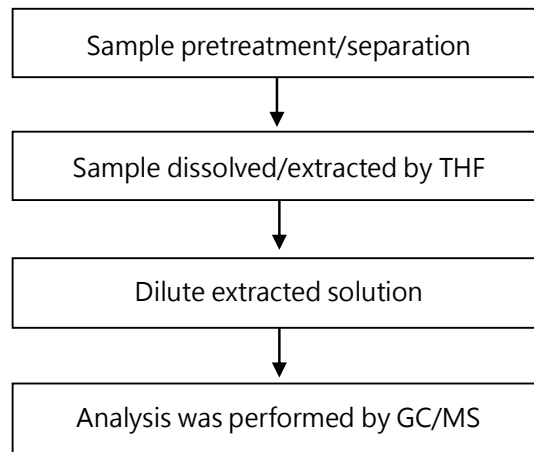 Sample pretreatment/separation
Sample dissolved/extracted by THF
Dilute extracted solution
Analysis was performed by GC/MS